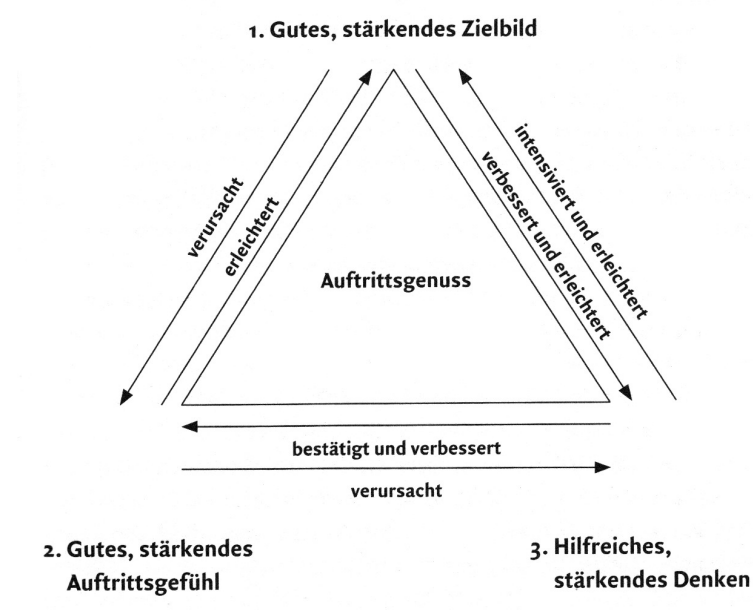 1. Gutes, stärkendes Zielbild
verursacht
erleichtert
verbessert und erleichtert
intensiviert und erleichtert
Auftrittsgenuss
bestätigt und verbessert
verursacht
2. Gutes, stärkendes
Auftrittsgefühl
3. Hilfreiches,
stärkendes Denken